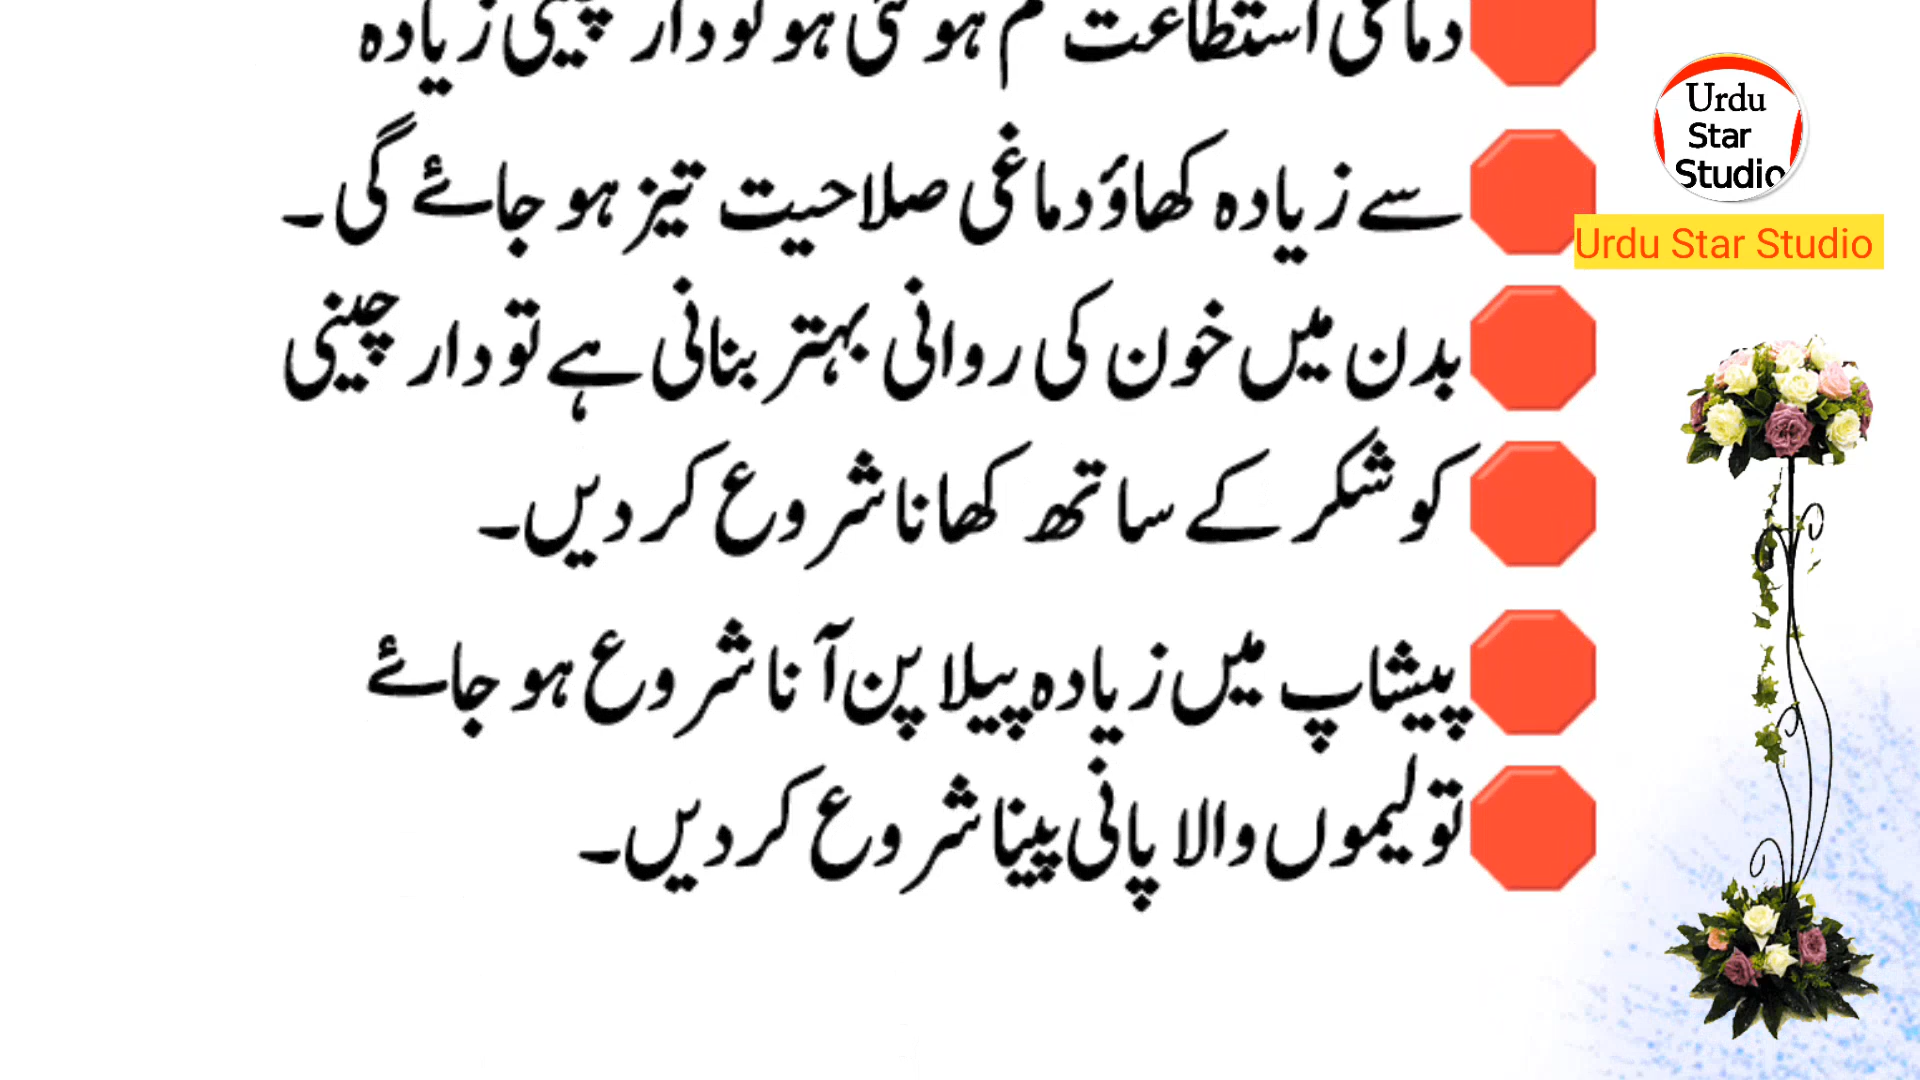 دماغی استطاعت کم ہو گئی ہو تو دار چینی زیادہ
سے زیادہ کھاؤ دماغی صلاحیت تیز ہو جائے گی۔
بدن میں خون کی روانی بہتر بنانی ہے تو دار چینی
کو شکر کے ساتھ کھانا شروع کر دیں۔
پیشاپ میں زیادہ پیلا پن آنا شروع ہو جائے
تو لیموں والا پانی پینا شروع کر دیں۔
Urdu
Star
Studio
Urdu Star Studio